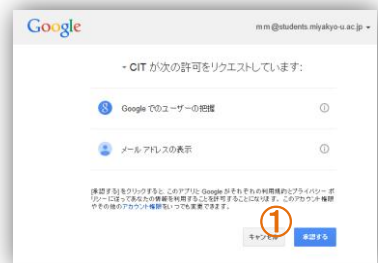 Google
m m @students.miyakyo-u.ac.jp
- CIT が次の許可をリクエストしています:
8 Google でのユーザーの把握
メール アドレスの表示
[承認する] をクリックすると、このアプリと Google がそれぞれの利用規約とプライバシー ポ
リシーに従ってあなたの情報を利用することを許可することになります。このアカウント権限
やその他のアカウント権限をいつでも変更できます。
①
キャンセル 承認する